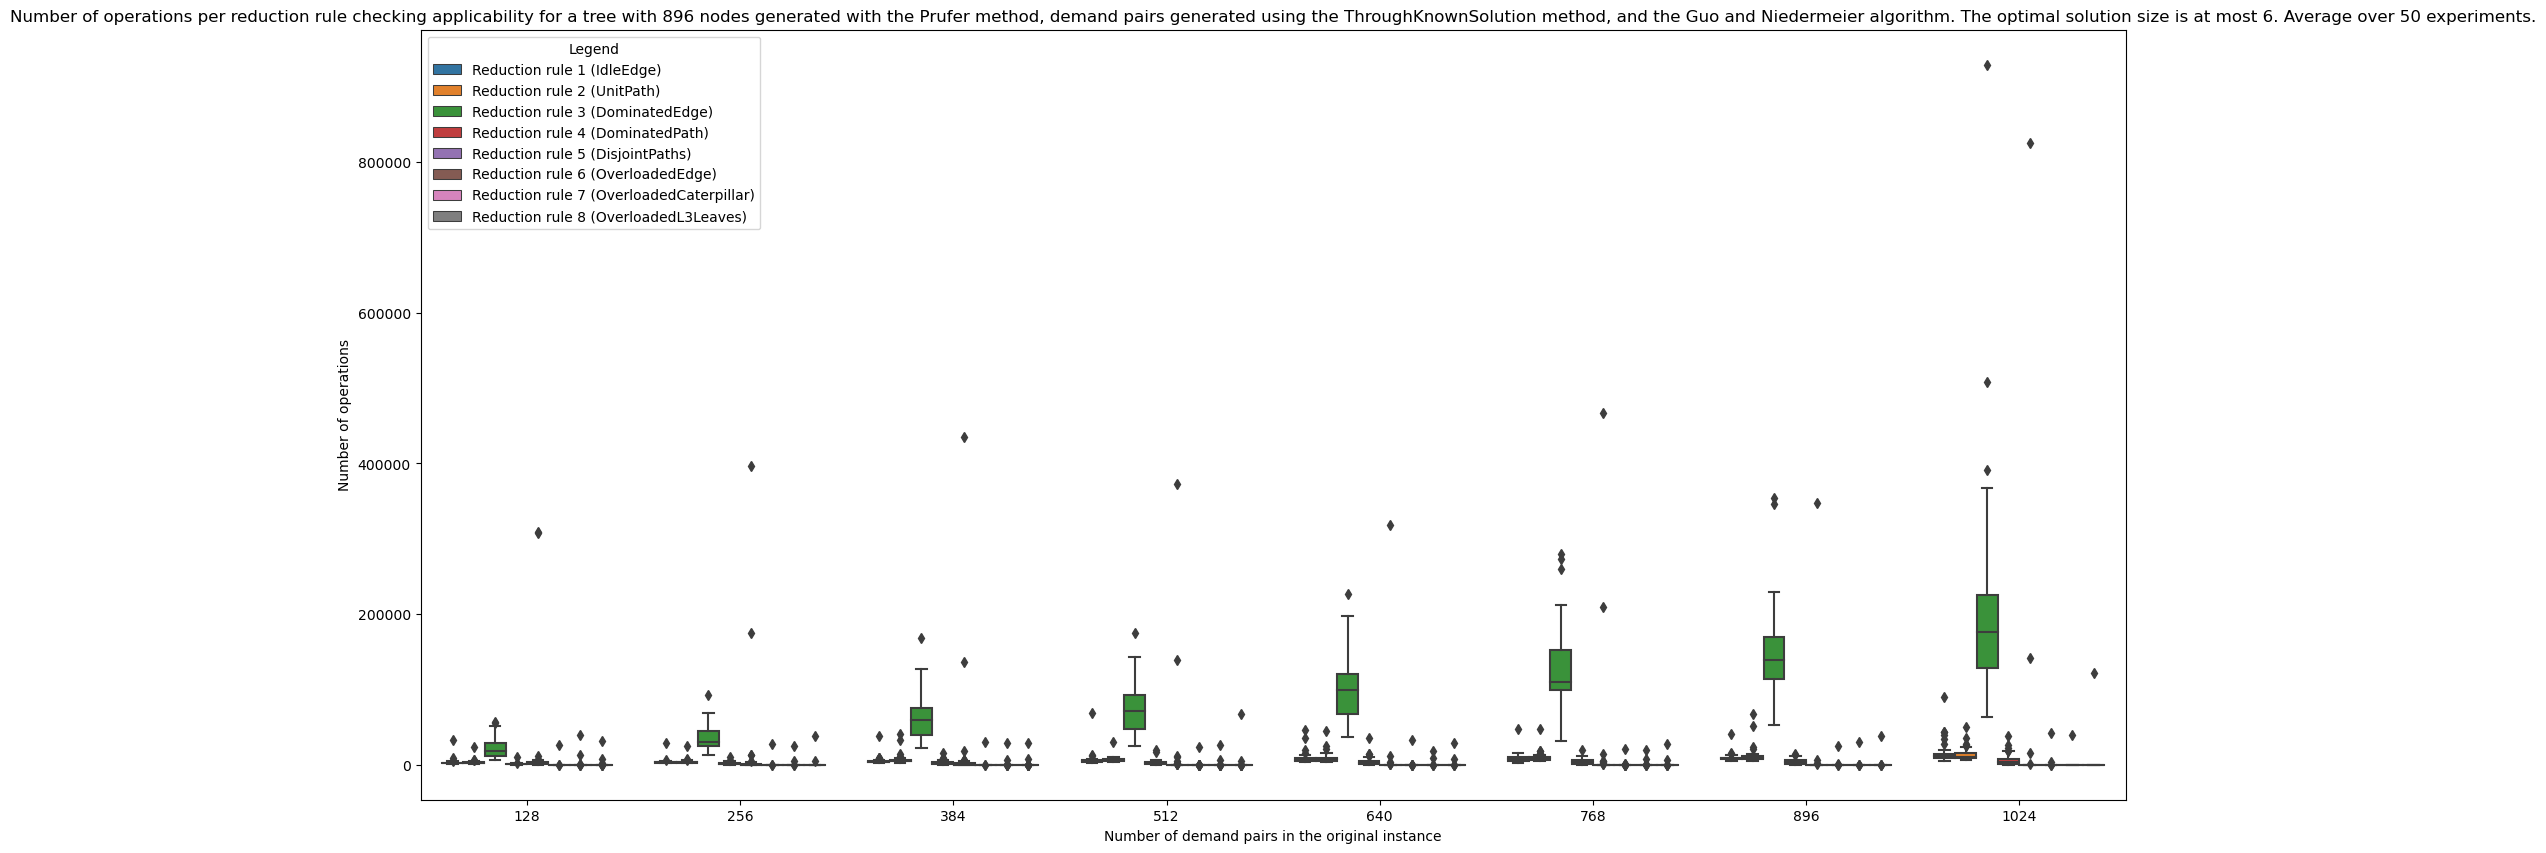 Number of operations per reduction rule checking applicability for a tree with 896 nodes generated with the Prufer method, demand pairs generated using the ThroughKnownSolution method, and the Guo and Niedermeier algorithm. The optimal solution size is at most 6. Average over 50 experiments.
Legend
Reduction rule 1 (IdleEdge)
Reduction rule 2 (UnitPath)
Reduction rule 3 (DominatedEdge)
Reduction rule 4 (DominatedPath)
Reduction rule 5 (DisjointPaths)
Reduction rule 6 (OverloadedEdge)
Reduction rule 7 (OverloadedCaterpillar)
Reduction rule 8 (OverloadedL3Leaves)
Number of operations
800000
600000
400000
200000
0
128 256 384 512 640 768 896 1024
Number of demand pairs in the original instance